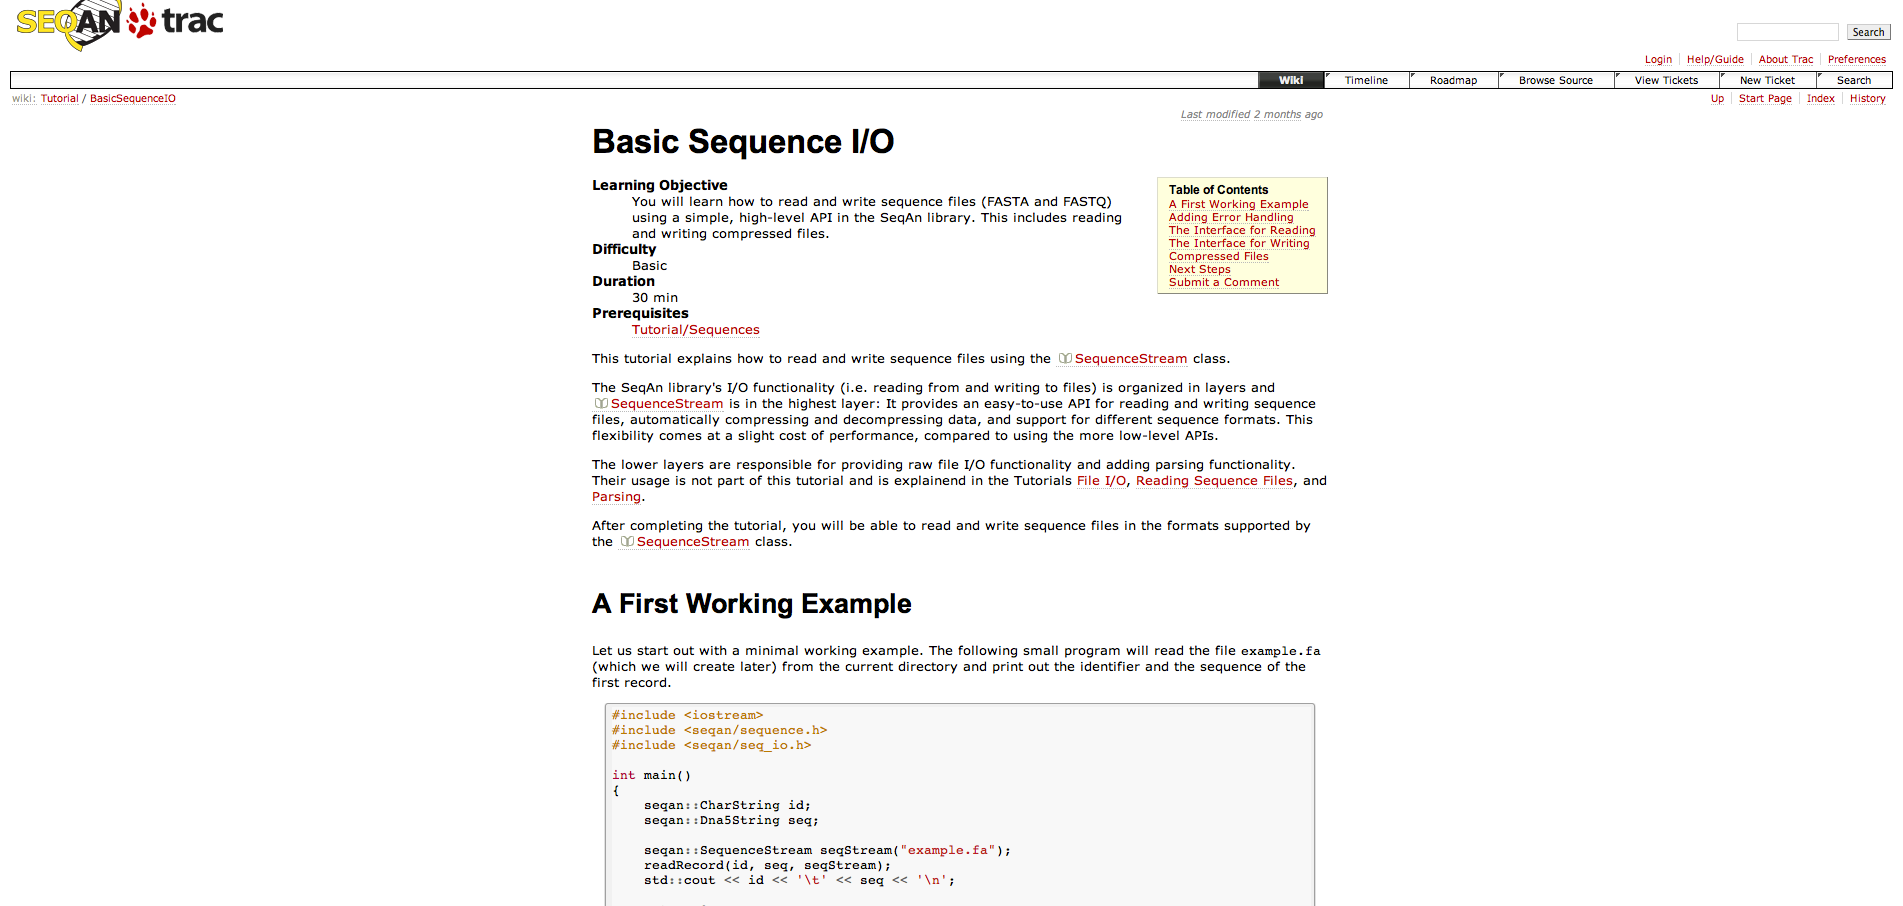 SEQAN trac
Search
Login Help/Guide About Trac Preferences
Wiki Timeline Roadmap Browse Source View Tickets New Ticket Search
wiki: Tutorial / BasicSequenceIO
Up Start Page Index History
Last modified 2 months ago
Basic Sequence I/O
Learning Objective
You will learn how to read and write sequence files (FASTA and FASTQ)
using a simple, high-level API in the SeqAn library. This includes reading
and writing compressed files.
Difficulty
Basic
Duration
30 min
Prerequisites
Tutorial/Sequences
Table of Contents
A First Working Example
Adding Error Handling
The Interface for Reading
The Interface for Writing
Compressed Files
Next Steps
Submit a Comment
This tutorial explains how to read and write sequence files using the SequenceStream class.
The SeqAn library's I/O functionality (i.e. reading from and writing to files) is organized in layers and
SequenceStream is in the highest layer: It provides an easy-to-use API for reading and writing sequence
files, automatically compressing and decompressing data, and support for different sequence formats. This
flexibility comes at a slight cost of performance, compared to using the more low-level APIs.
The lower layers are responsible for providing raw file I/O functionality and adding parsing functionality.
Their usage is not part of this tutorial and is explainend in the Tutorials File I/O, Reading Sequence Files, and
Parsing.
After completing the tutorial, you will be able to read and write sequence files in the formats supported by
the SequenceStream class.
A First Working Example
Let us start out with a minimal working example. The following small program will read the file example.fa
(which we will create later) from the current directory and print out the identifier and the sequence of the
first record.
#include <iostream>
#include <seqan/sequence.h>
#include <seqan/seq_io.h>
int main()
{
seqan::CharString id;
seqan::Dna5String seq;
seqan::SequenceStream seqStream("example.fa");
readRecord(id, seq, seqStream);
std::cout << id << '\t' << seq << '\n';